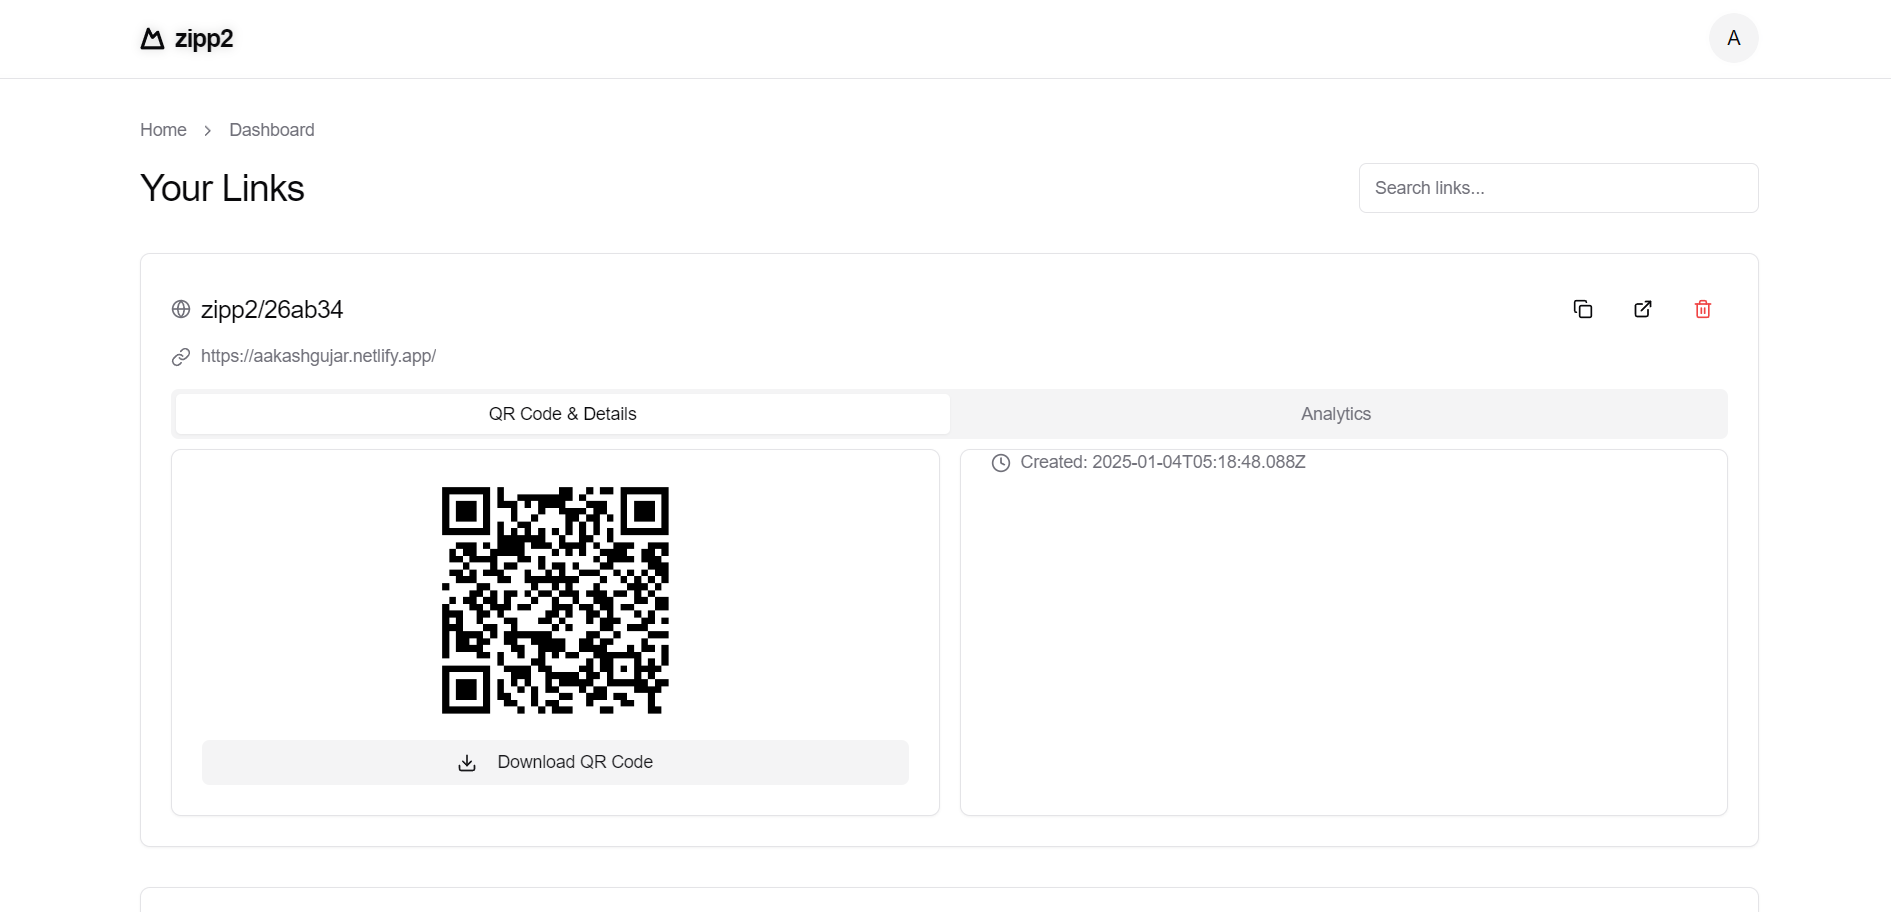 zipp2
A
Home
Dashboard
Your Links
Search links...
zipp2/26ab34
https://aakashgujar.netlify.app/
QR Code & Details
Analytics
Created: 2025-01-04T05:18:48.088Z
Download QR Code